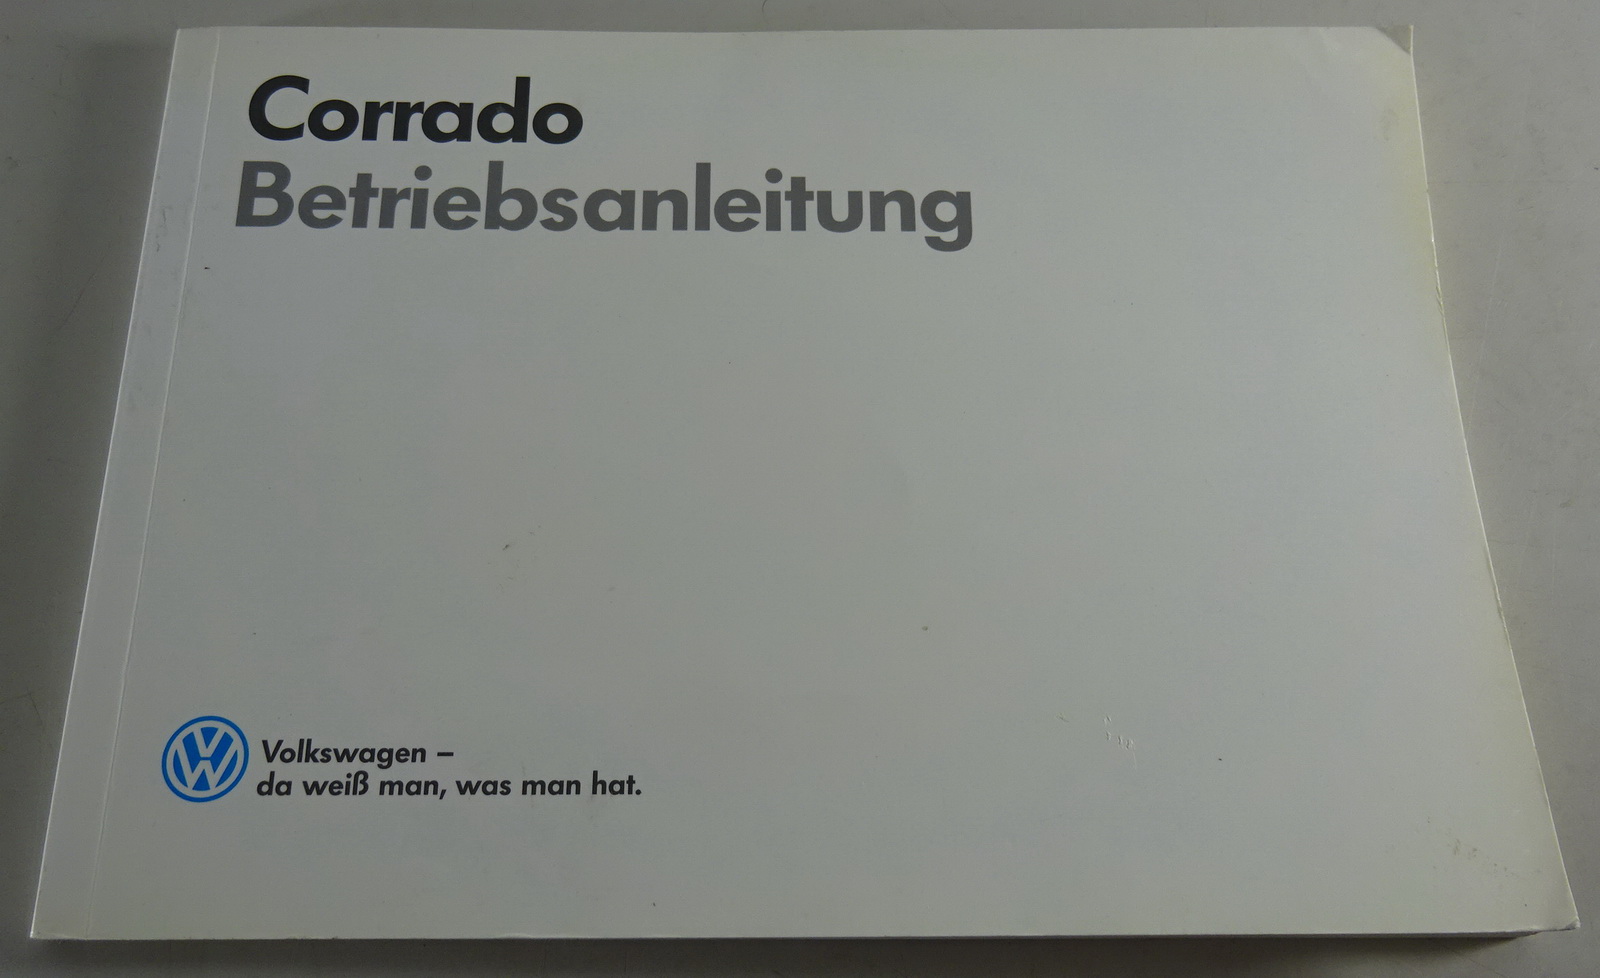 Corrado
Betriebsanleitung
Volkswagen –
da weiß man, was man hat.